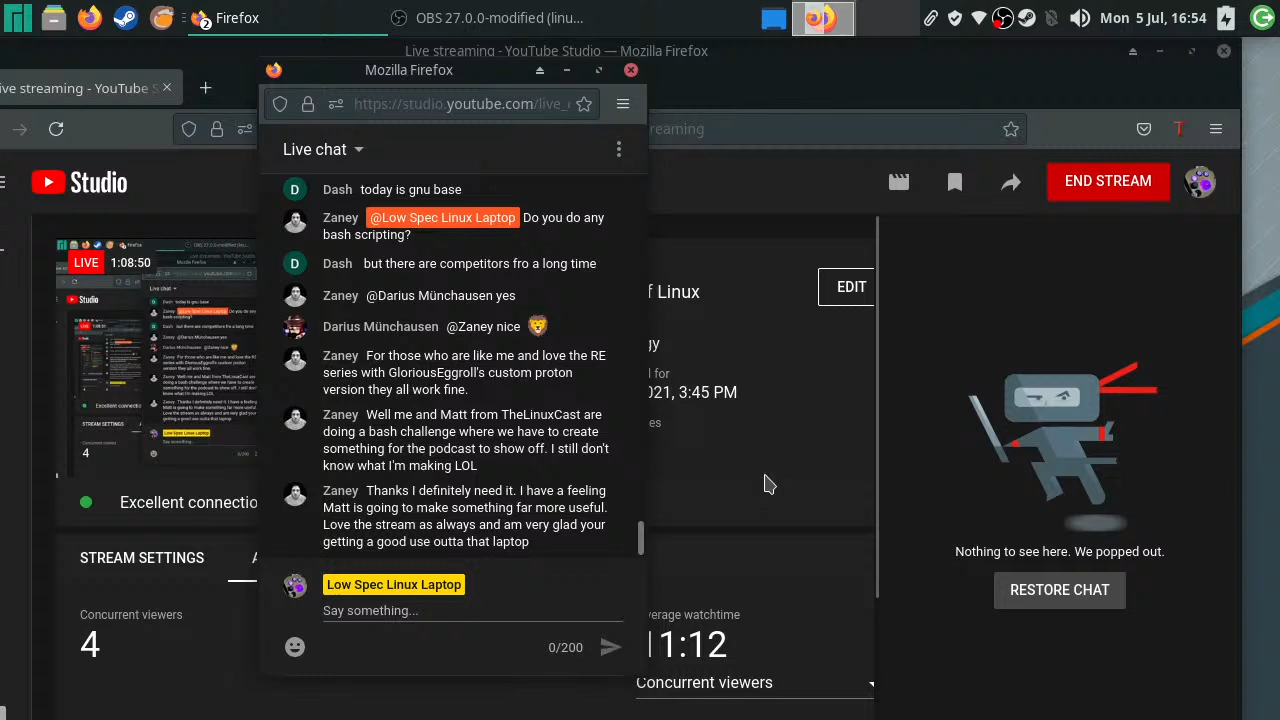 2
Firefox
OBS 27.0.0-modified (linu...
Mon 5 Jul, 16:54
Live streaming - YouTube Studio — Mozilla Firefox
ive streaming - YouTube S
Mozilla Firefox
https://studio.youtube.com/live_c
reaming
Studio
END STREAM
Live chat
D
Dash today is gnu base
Zaney @Low Spec Linux Laptop Do you do any
bash scripting?
D
Dash but there are competitors fro a long time
Zaney @Darius Münchausen yes
Darius Münchausen @Zaney nice
Zaney For those who are like me and love the RE
series with GloriousEggroll's custom proton
version they all work fine.
Zaney Well me and Matt from TheLinuxCast are
doing a bash challenge where we have to create
something for the podcast to show off. I still don't
know what I'm making LOL
Zaney Thanks I definitely need it. I have a feeling
Matt is going to make something far more useful.
Love the stream as always and am very glad your
getting a good use outta that laptop
Low Spec Linux Laptop
Say something...
0/200
LIVE
1:08:50
Excellent connectio
STREAM SETTINGS
A
Concurrent viewers
4
f Linux
EDIT
gy
l for
021, 3:45 PM
es
verage watchtime
11:12
Concurrent viewers
Nothing to see here. We popped out.
RESTORE CHAT